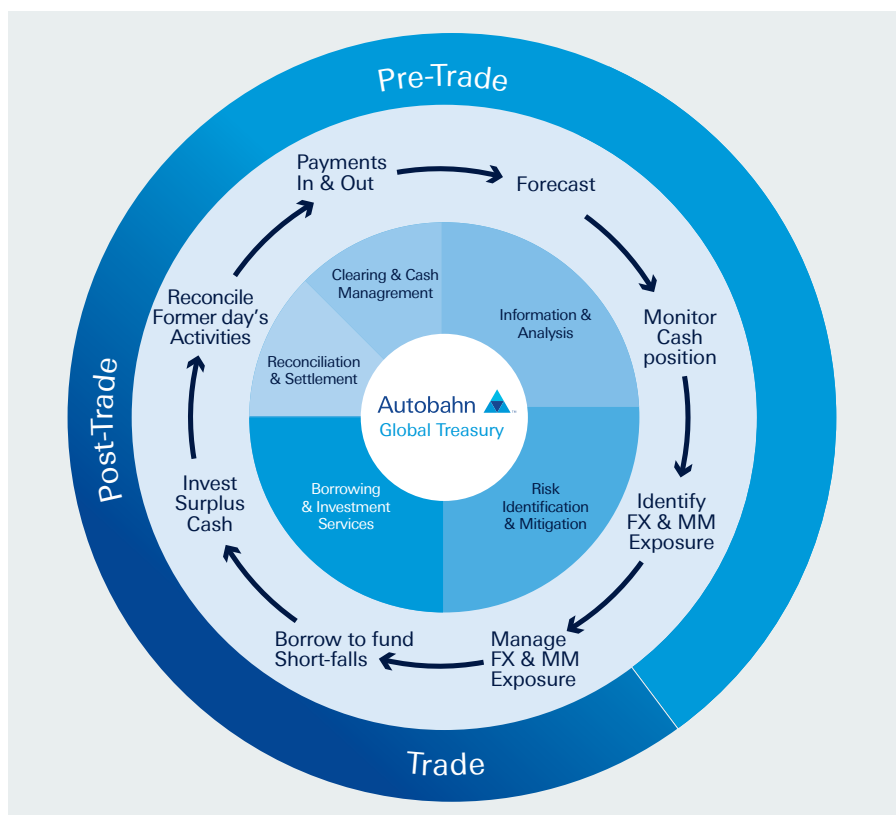 Pre-Trade
Payments
In & Out
Forecast
Monitor
Cash
position
Identify
FX & MM
Exposure
Manage
FX & MM
Exposure
Borrow to fund
Short-falls
Invest
Surplus
Cash
Reconcile
Former day's
Activities
Clearing & Cash
Managrement
Information &
Analysis
Risk
Identification
& Mitigation
Borrowing
& Investment
Services
Reconciliation
& Settlement
Autobahn ™
Global Treasury
Post-Trade
Trade